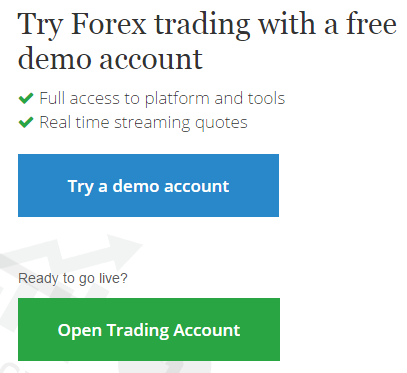 Try Forex trading with a free
demo account
Full access to platform and tools
Real time streaming quotes
Try a demo account
Ready to go live?
Open Trading Account